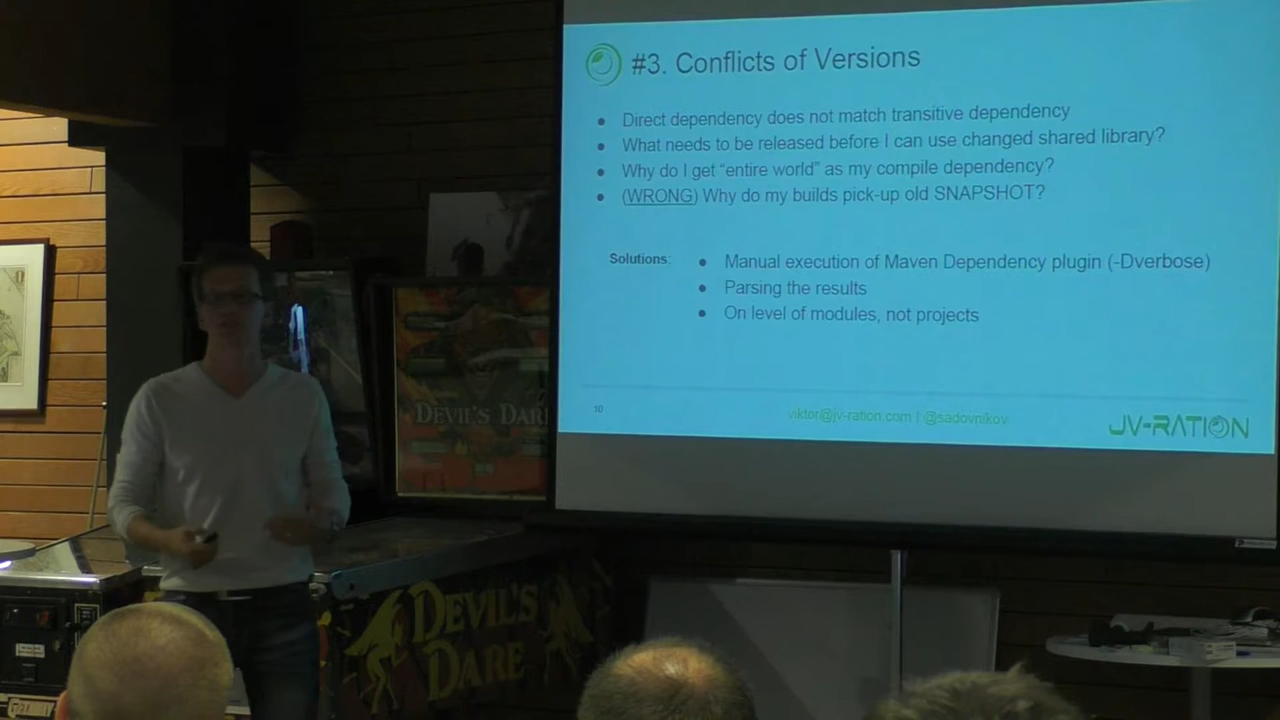 #3. Conflicts of Versions
● Direct dependency does not match transitive dependency
● What needs to be released before I can use changed shared library?
● Why do I get “entire world” as my compile dependency?
● (WRONG) Why do my builds pick-up old SNAPSHOT?
Solutions:
● Manual execution of Maven Dependency plugin (-Dverbose)
● Parsing the results
● On level of modules, not projects
10
viktor@jv-ration.com | @sadovnikov
JV-RATION
DEVIL'S DARE
DEVIL'S
DARE